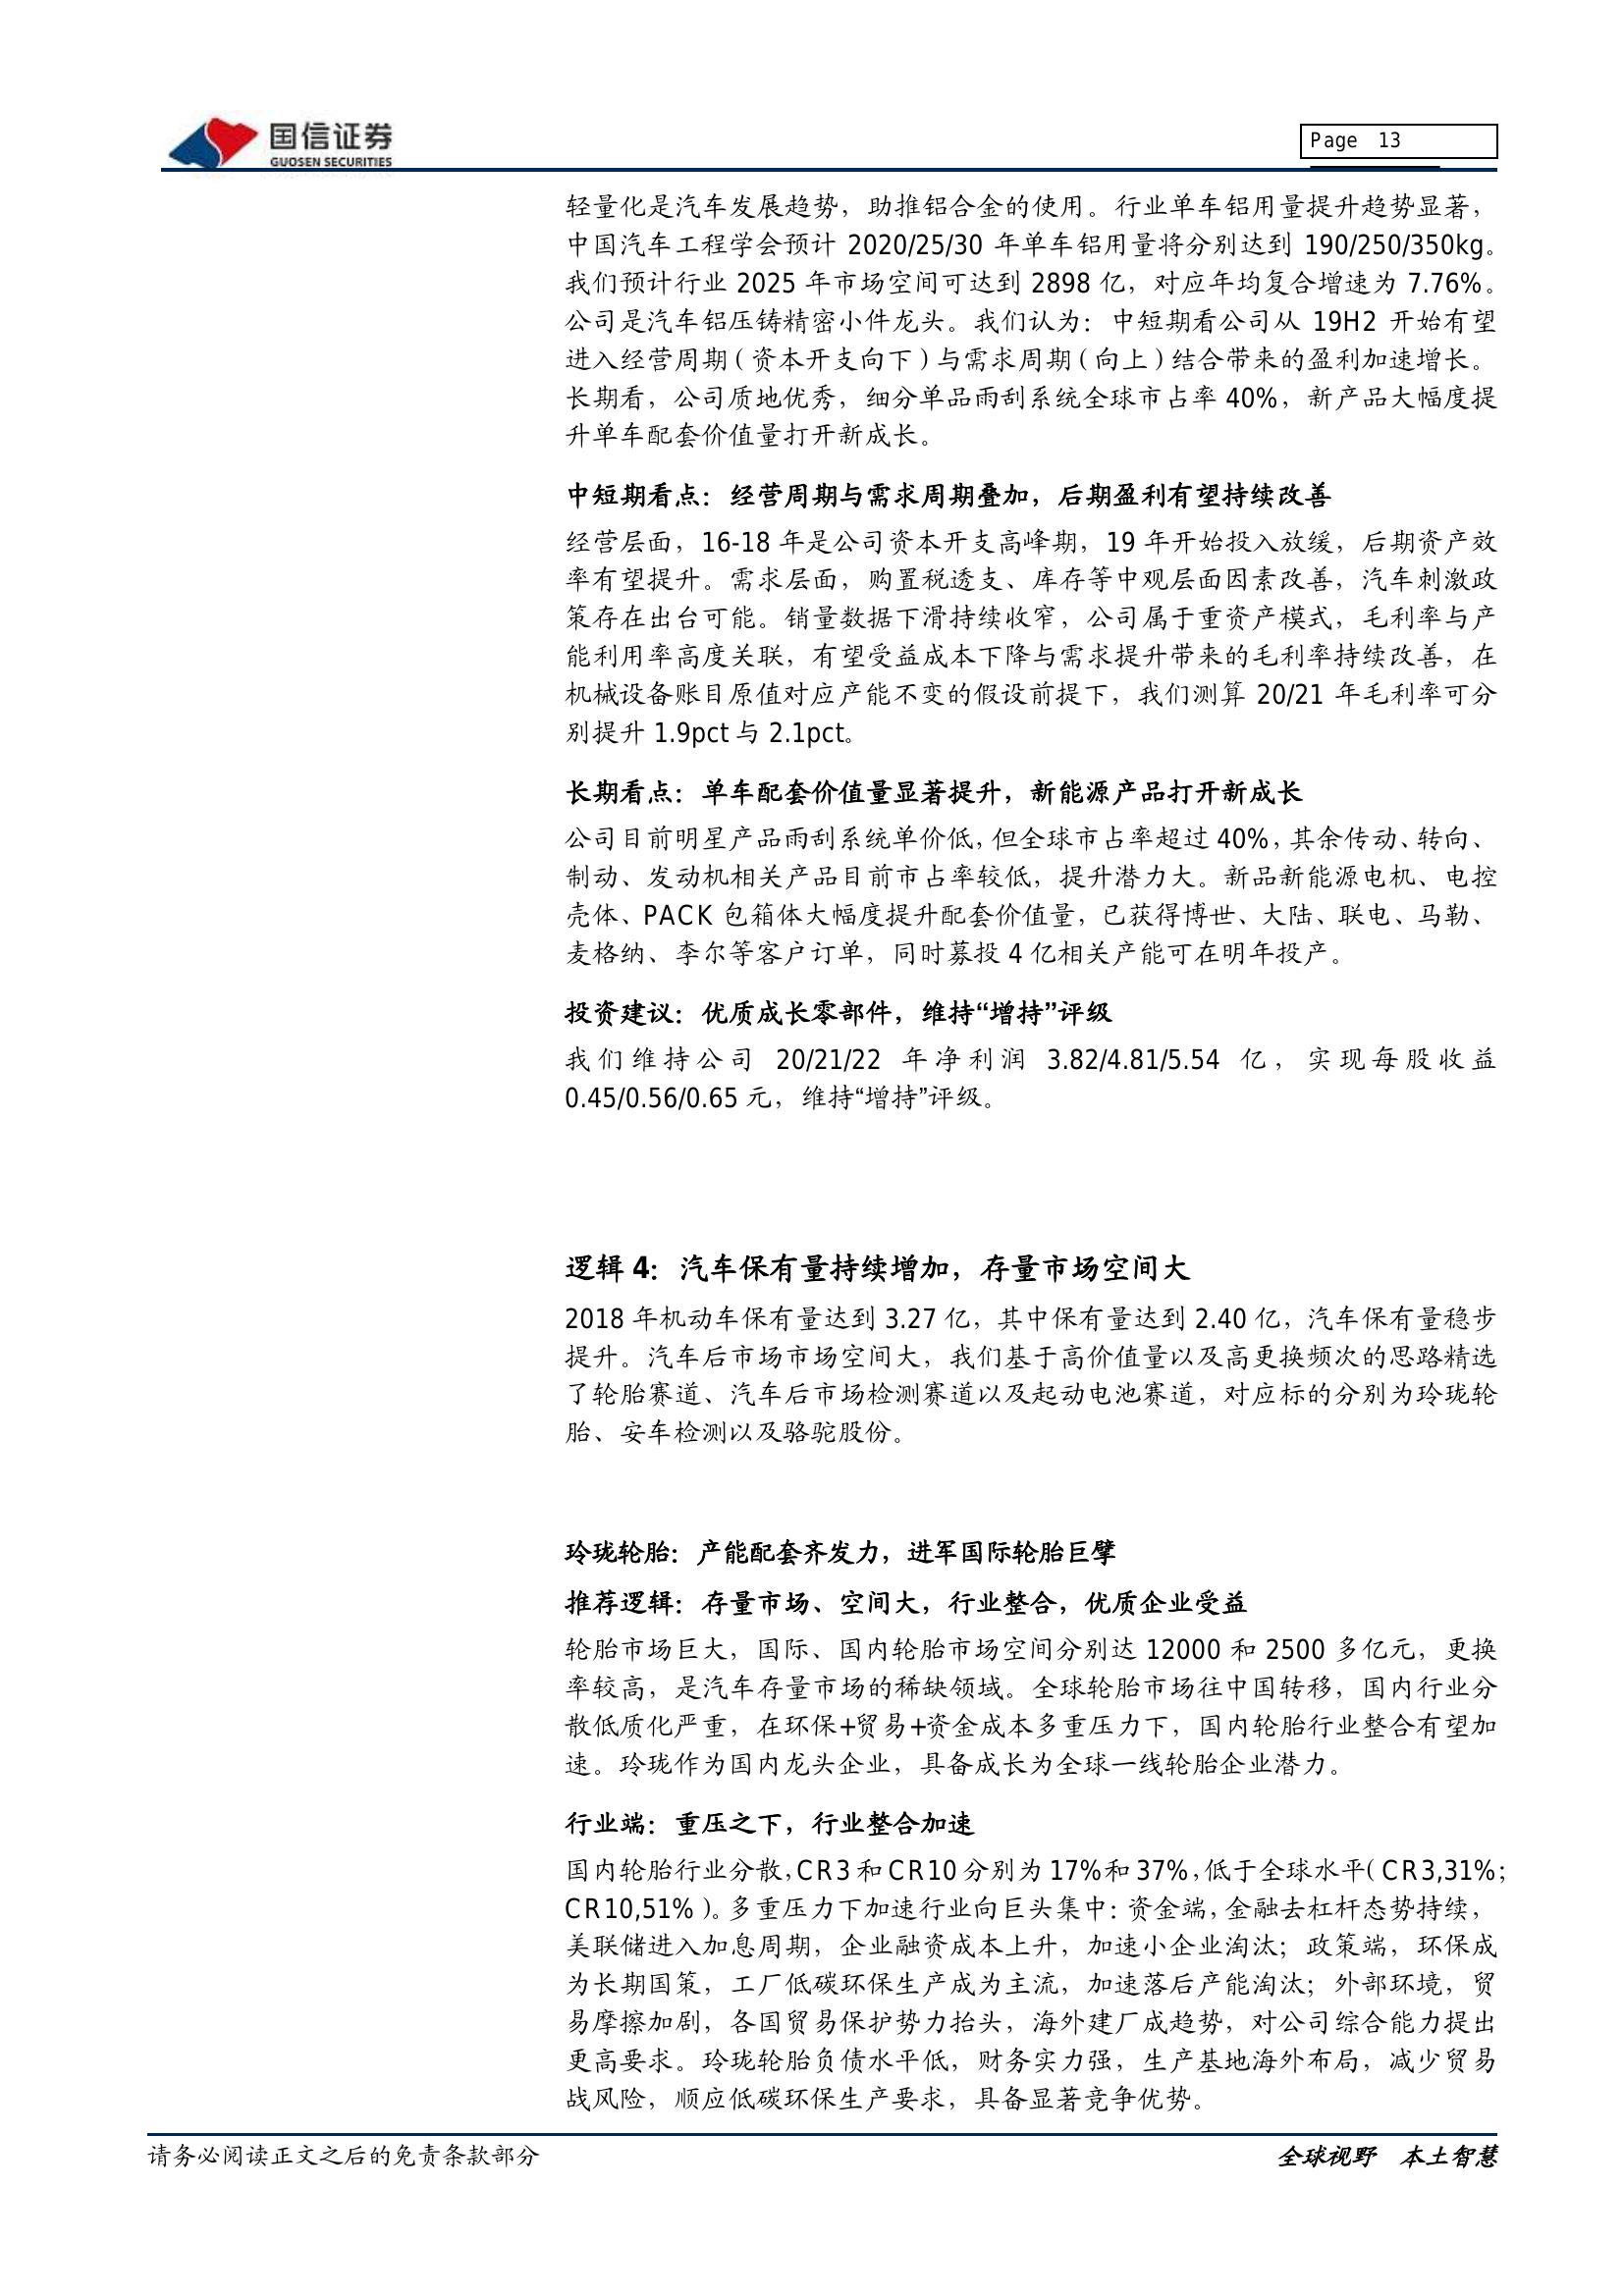 国信证券
GUOSEN SECURITIES
Page 13
轻量化是汽车发展趋势，助推铝合金的使用。行业单车铝用量提升趋势显著，
中国汽车工程学会预计 2020/25/30 年单车铝用量将分别达到 190/250/350kg。
我们预计行业 2025 年市场空间可达到 2898 亿，对应年均复合增速为 7.76%。
公司是汽车铝压铸精密小件龙头。我们认为：中短期看公司从 19H2 开始有望
进入经营周期（资本开支向下）与需求周期（向上）结合带来的盈利加速增长。
长期看，公司质地优秀，细分单品雨刮系统全球市占率 40%，新产品大幅度提
升单车配套价值量打开新成长。
中短期看点：经营周期与需求周期叠加，后期盈利有望持续改善
经营层面，16-18 年是公司资本开支高峰期，19 年开始投入放缓，后期资产效
率有望提升。需求层面，购置税透支、库存等中观层面因素改善，汽车刺激政
策存在出台可能。销量数据下滑持续收窄，公司属于重资产模式，毛利率与产
能利用率高度关联，有望受益成本下降与需求提升带来的毛利率持续改善，在
机械设备账目原值对应产能不变的假设前提下，我们测算 20/21 年毛利率可分
别提升 1.9pct 与 2.1pct。
长期看点：单车配套价值量显著提升，新能源产品打开新成长
公司目前明星产品雨刮系统单价低，但全球市占率超过 40%，其余传动、转向、
制动、发动机相关产品目前市占率较低，提升潜力大。新品新能源电机、电控
壳体、PACK 包箱体大幅度提升配套价值量，已获得博世、大陆、联电、马勒、
麦格纳、李尔等客户订单，同时募投 4 亿相关产能可在明年投产。
投资建议：优质成长零部件，维持“增持”评级
我们维持公司 20/21/22 年净利润 3.82/4.81/5.54 亿，实现每股收益
0.45/0.56/0.65 元，维持“增持”评级。
逻辑 4：汽车保有量持续增加，存量市场空间大
2018 年机动车保有量达到 3.27 亿，其中保有量达到 2.40 亿，汽车保有量稳步
提升。汽车后市场市场空间大，我们基于高价值量以及高更换频次的思路精选
了轮胎赛道、汽车后市场检测赛道以及起动电池赛道，对应标的分别为玲珑轮
胎、安车检测以及骆驼股份。
玲珑轮胎：产能配套齐发力，进军国际轮胎巨擘
推荐逻辑：存量市场、空间大，行业整合，优质企业受益
轮胎市场巨大，国际、国内轮胎市场空间分别达 12000 和 2500 多亿元，更换
率较高，是汽车存量市场的稀缺领域。全球轮胎市场往中国转移，国内行业分
散低质化严重，在环保+贸易+资金成本多重压力下，国内轮胎行业整合有望加
速。玲珑作为国内龙头企业，具备成长为全球一线轮胎企业潜力。
行业端：重压之下，行业整合加速
国内轮胎行业分散，CR3 和 CR10 分别为 17%和 37%，低于全球水平（CR3,31%；
CR10,51%）。多重压力下加速行业向巨头集中：资金端，金融去杠杆态势持续，
美联储进入加息周期，企业融资成本上升，加速小企业淘汰；政策端，环保成
为长期国策，工厂低碳环保生产成为主流，加速落后产能淘汰；外部环境，贸
易摩擦加剧，各国贸易保护势力抬头，海外建厂成趋势，对公司综合能力提出
更高要求。玲珑轮胎负债水平低，财务实力强，生产基地海外布局，减少贸易
战风险，顺应低碳环保生产要求，具备显著竞争优势。
请务必阅读正文之后的免责条款部分
全球视野 本土智慧